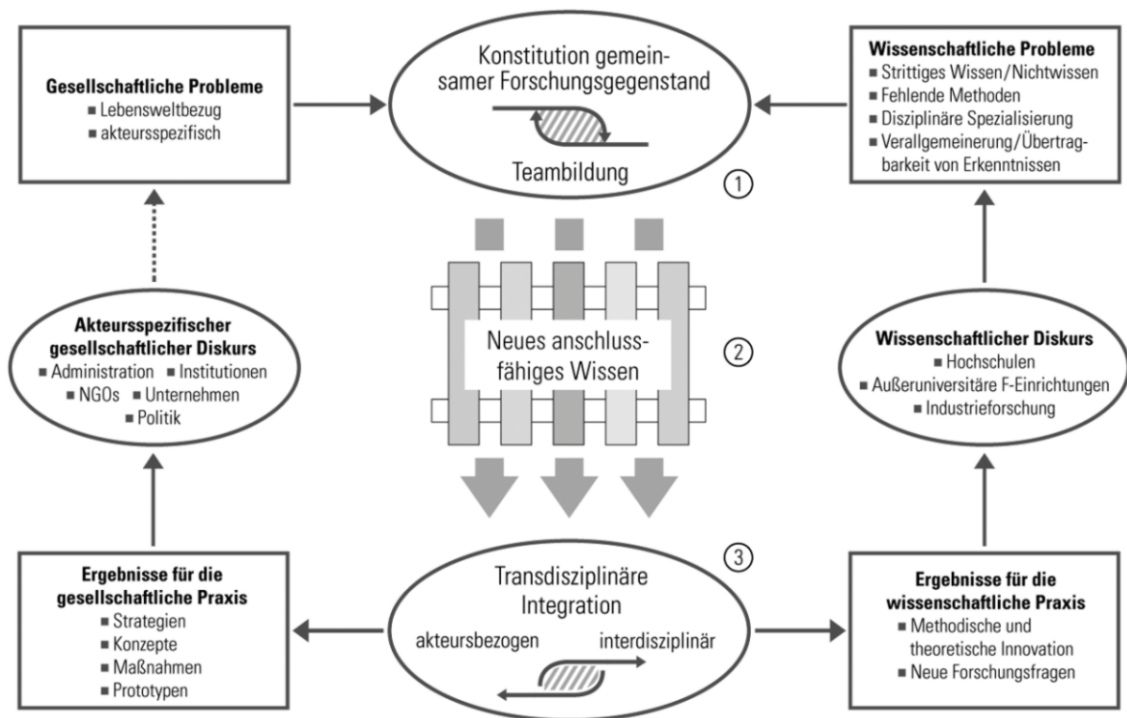 Gesellschaftliche Probleme
■ Lebensweltbezug
■ akteursspezifisch
Konstitution gemein-
samer Forschungsgegenstand
Teambildung
1
Wissenschaftliche Probleme
■ Strittiges Wissen/Nichtwissen
■ Fehlende Methoden
■ Disziplinäre Spezialisierung
■ Verallgemeinerung/Übertrag-
barkeit von Erkenntnissen
Akteursspezifischer
gesellschaftlicher Diskurs
■ Administration ■ Institutionen
■ NGOs ■ Unternehmen
■ Politik
Neues anschluss-
fähiges Wissen
2
Wissenschaftlicher Diskurs
■ Hochschulen
■ Außeruniversitäre F-Einrichtungen
■ Industrieforschung
Ergebnisse für die
gesellschaftliche Praxis
■ Strategien
■ Konzepte
■ Maßnahmen
■ Prototypen
3
Transdisziplinäre
Integration
akteursbezogen interdisziplinär
Ergebnisse für die
wissenschaftliche Praxis
■ Methodische und
theoretische Innovation
■ Neue Forschungsfragen